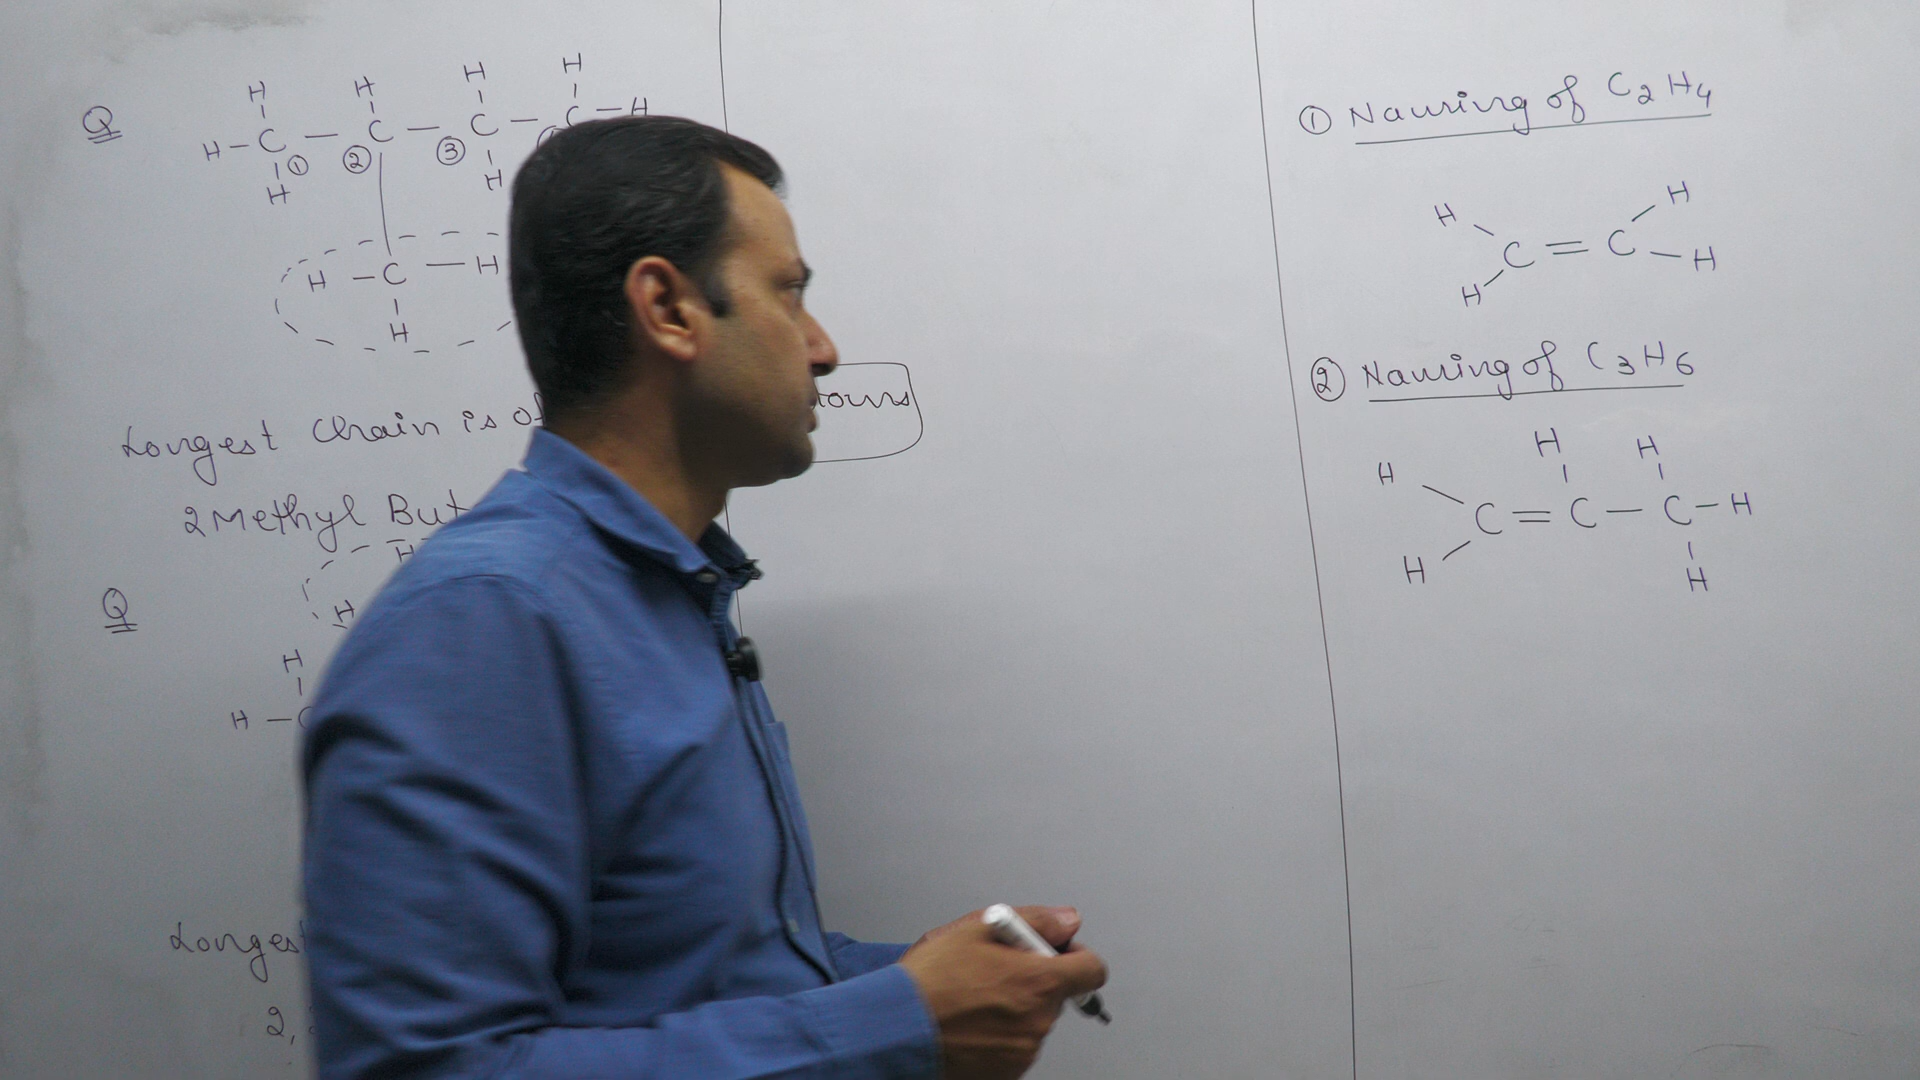 Q
H H H H
H - C - C - C - C - H
① ② ③
H H
H - C - H
H
Longest Chain is of
2 Methyl But
Q
H
H
H
H - C
Longest
2,
① Naming of C2H4
H H
C = C
H H
② Naming of C3H6
H H H
C = C - C - H
H H